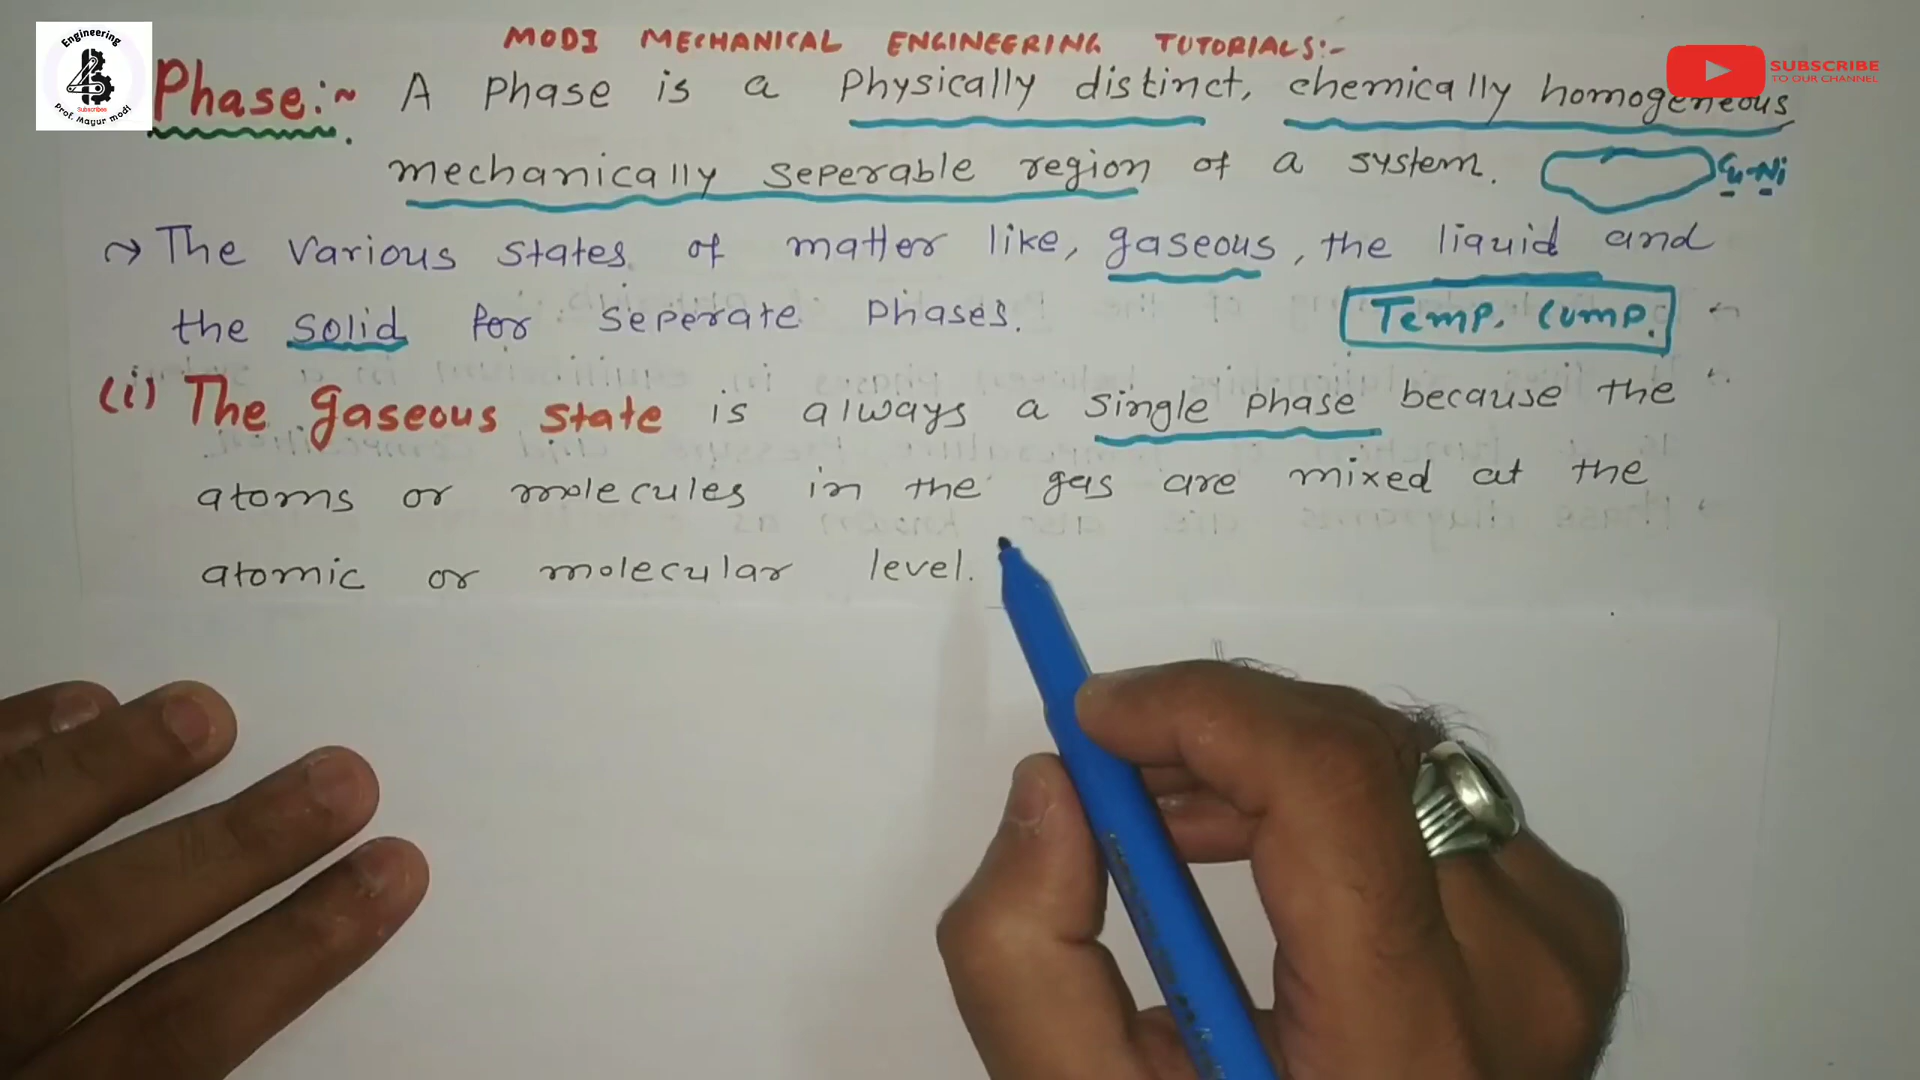 MODI MECHANICAL ENGINEERING TUTORIALS:-
Engineering
4
Subscribes
Prof. Mayur modi
SUBSCRIBE
TO OUR CHANNEL
Phase:~ A phase is a physically distinct, chemically homogeneous
mechanically seperable region of a system. Cu-Ni
→ The various states of matter like, gaseous, the liquid and
the solid for seperate phases.
Temp. Comp.
(i) The gaseous state is always a single phase because the
atoms or molecules in the gas are mixed at the
atomic or molecular level.